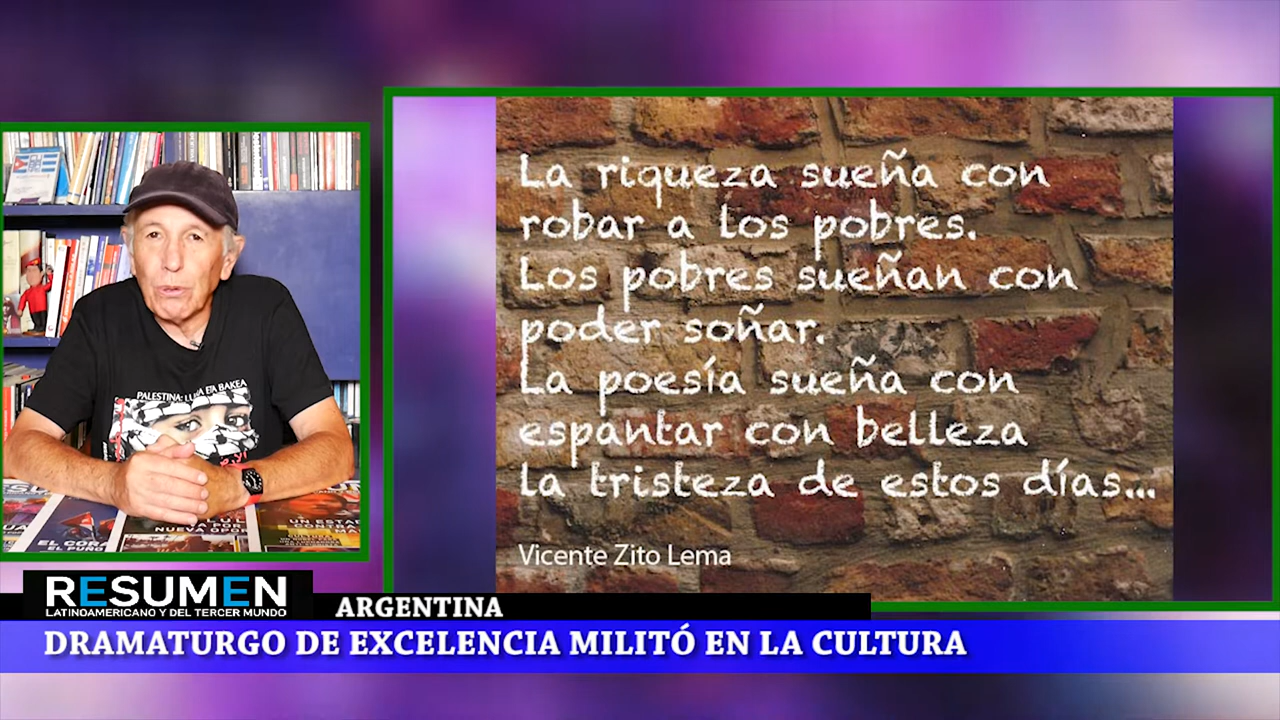 La riqueza sueña con
robar a los pobres.
Los pobres sueñan con
poder soñar.
La poesía sueña con
espantar con belleza
la tristeza de estos días...
Vicente Zito Lema
PALESTINA:
BAKEA
RESUMEN
LATINOAMERICANO Y DEL TERCER MUNDO
ARGENTINA
DRAMATURGO DE EXCELENCIA MILITÓ EN LA CULTURA